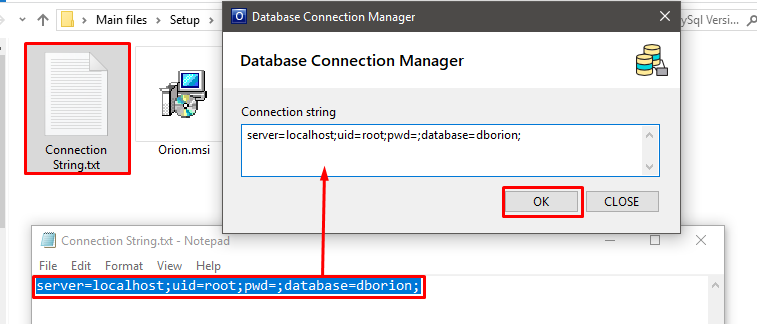 Main files
Setup
ySql Versi...
Connection
String.txt
Orion.msi
Database Connection Manager
Database Connection Manager
Connection string
server=localhost;uid=root;pwd=;database=dborion;
OK
CLOSE
Connection String.txt - Notepad
File Edit Format View Help
server=localhost;uid=root;pwd=;database=dborion;